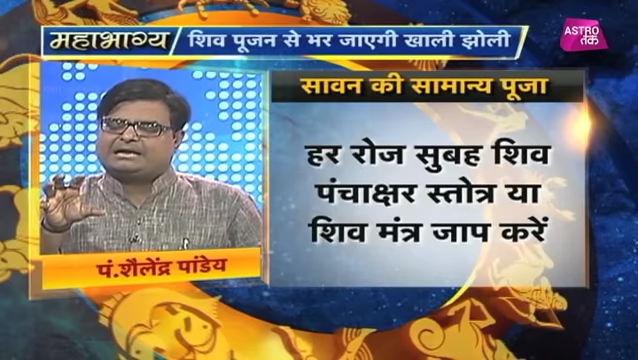 महाभाग्य
शिव पूजन से भर जाएगी खाली झोली
ASTRO
तक
सावन की सामान्य पूजा
हर रोज सुबह शिव
पंचाक्षर स्तोत्र या
शिव मंत्र जाप करें
पं.शैलेंद्र पांडेय